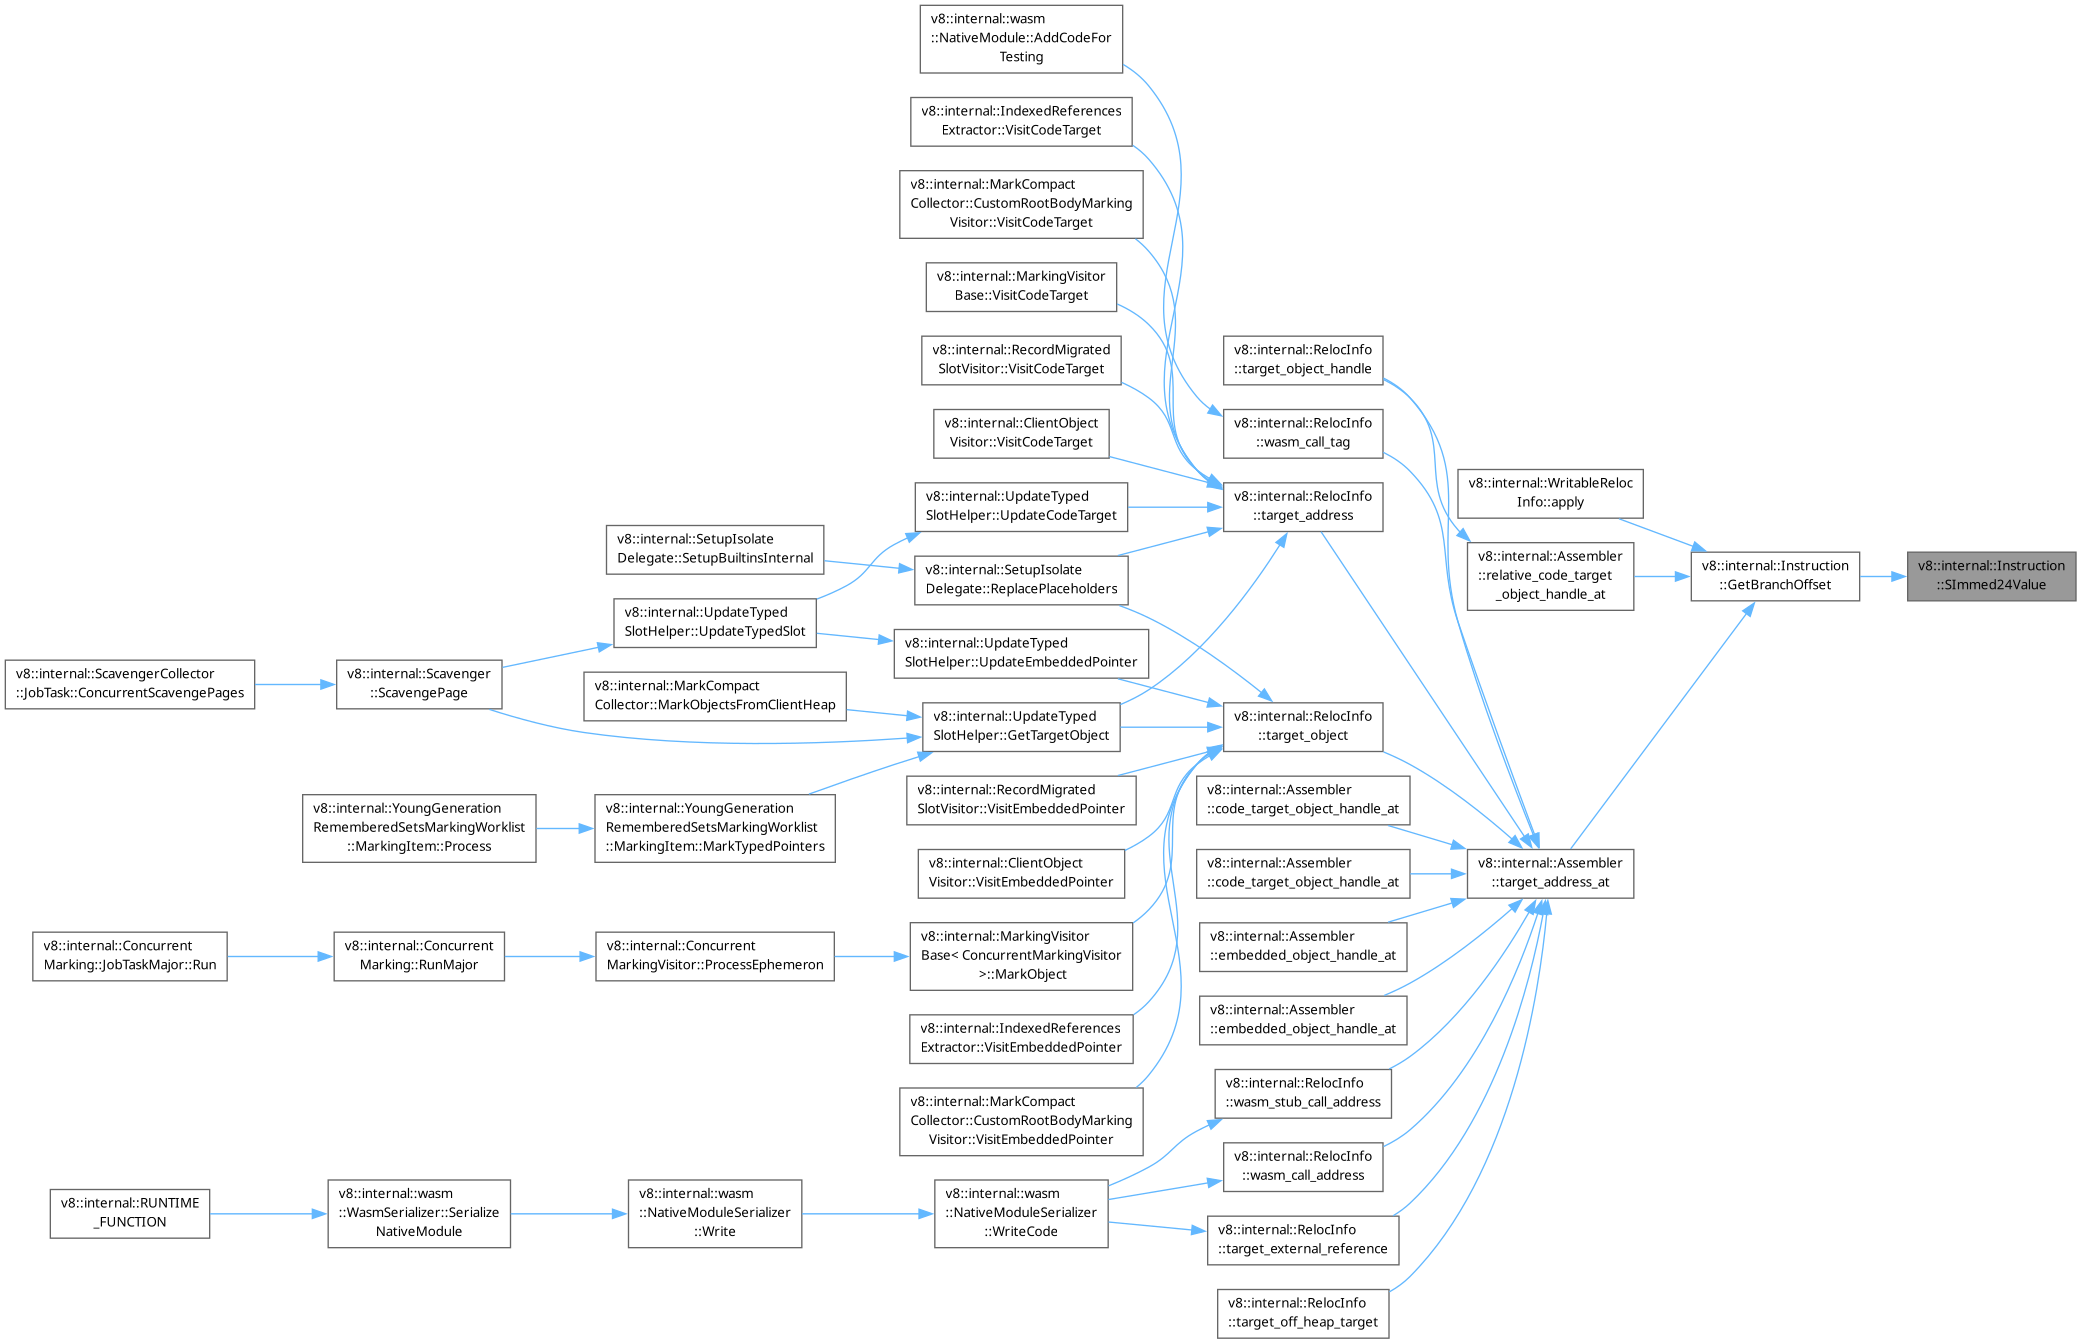 v8::internal::wasm
::NativeModule::AddCodeFor
Testing
v8::internal::IndexedReferences
Extractor::VisitCodeTarget
v8::internal::MarkCompact
Collector::CustomRootBodyMarking
Visitor::VisitCodeTarget
v8::internal::MarkingVisitor
Base::VisitCodeTarget
v8::internal::RecordMigrated
SlotVisitor::VisitCodeTarget
v8::internal::ClientObject
Visitor::VisitCodeTarget
v8::internal::UpdateTyped
SlotHelper::UpdateCodeTarget
v8::internal::SetupIsolate
Delegate::SetupBuiltinsInternal
v8::internal::SetupIsolate
Delegate::ReplacePlaceholders
v8::internal::UpdateTyped
SlotHelper::UpdateTypedSlot
v8::internal::UpdateTyped
SlotHelper::UpdateEmbeddedPointer
v8::internal::ScavengerCollector
::JobTask::ConcurrentScavengePages
v8::internal::Scavenger
::ScavengePage
v8::internal::MarkCompact
Collector::MarkObjectsFromClientHeap
v8::internal::UpdateTyped
SlotHelper::GetTargetObject
v8::internal::RecordMigrated
SlotVisitor::VisitEmbeddedPointer
v8::internal::YoungGeneration
RememberedSetsMarkingWorklist
::MarkingItem::Process
v8::internal::YoungGeneration
RememberedSetsMarkingWorklist
::MarkingItem::MarkTypedPointers
v8::internal::ClientObject
Visitor::VisitEmbeddedPointer
v8::internal::Concurrent
Marking::JobTaskMajor::Run
v8::internal::Concurrent
Marking::RunMajor
v8::internal::Concurrent
MarkingVisitor::ProcessEphemeron
v8::internal::MarkingVisitor
Base< ConcurrentMarkingVisitor
>::MarkObject
v8::internal::IndexedReferences
Extractor::VisitEmbeddedPointer
v8::internal::MarkCompact
Collector::CustomRootBodyMarking
Visitor::VisitEmbeddedPointer
v8::internal::RUNTIME
_FUNCTION
v8::internal::wasm
::WasmSerializer::Serialize
NativeModule
v8::internal::wasm
::NativeModuleSerializer
::Write
v8::internal::wasm
::NativeModuleSerializer
::WriteCode
v8::internal::RelocInfo
::target_object_handle
v8::internal::RelocInfo
::wasm_call_tag
v8::internal::RelocInfo
::target_address
v8::internal::RelocInfo
::target_object
v8::internal::Assembler
::code_target_object_handle_at
v8::internal::Assembler
::code_target_object_handle_at
v8::internal::Assembler
::embedded_object_handle_at
v8::internal::Assembler
::embedded_object_handle_at
v8::internal::RelocInfo
::wasm_stub_call_address
v8::internal::RelocInfo
::wasm_call_address
v8::internal::RelocInfo
::target_external_reference
v8::internal::RelocInfo
::target_off_heap_target
v8::internal::WritableReloc
Info::apply
v8::internal::Assembler
::relative_code_target
_object_handle_at
v8::internal::Assembler
::target_address_at
v8::internal::Instruction
::GetBranchOffset
v8::internal::Instruction
::SImmed24Value